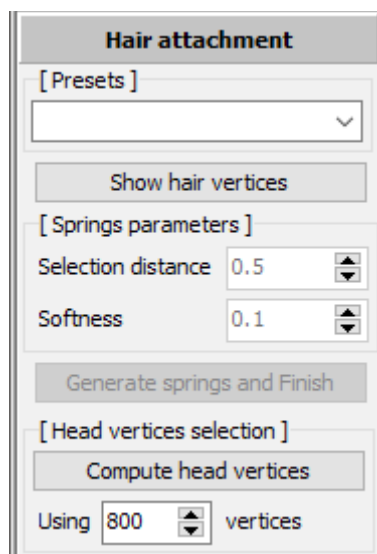 Hair attachment
[ Presets ]
Show hair vertices
[ Springs parameters ]
Selection distance 0.5
Softness 0.1
Generate springs and Finish
[ Head vertices selection ]
Compute head vertices
Using 800 vertices